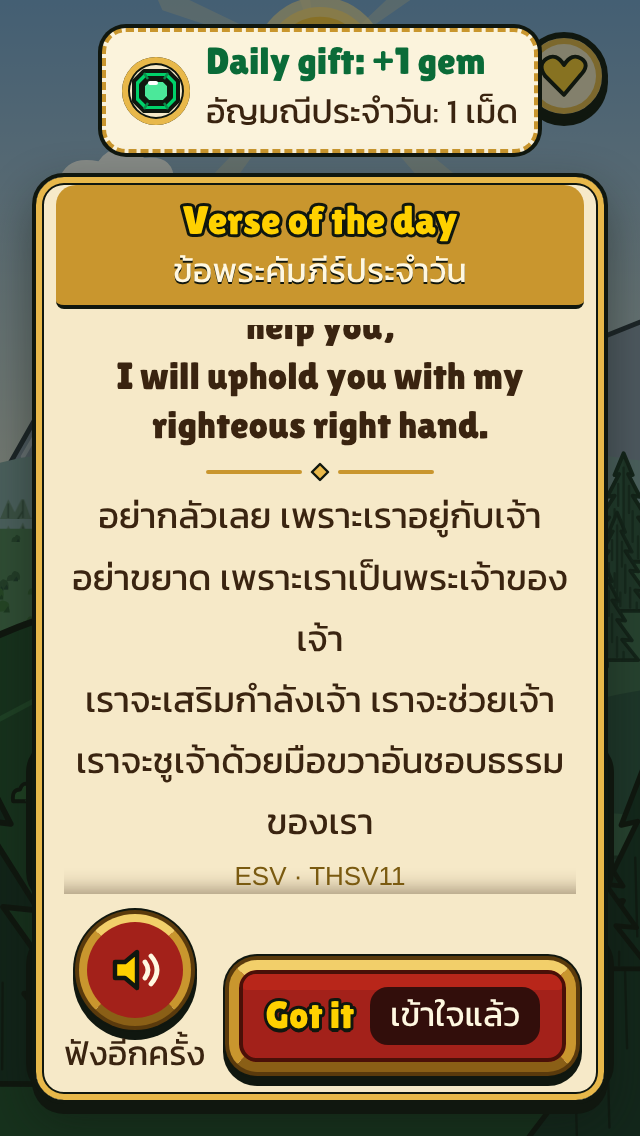 Daily gift: +1 gem
อัญมณีประจำวัน: 1 เม็ด
Verse of the day
ข้อพระคัมภีร์ประจำวัน
help you,
I will uphold you with my
righteous right hand.
อย่ากลัวเลย เพราะเราอยู่กับเจ้า
อย่าขยาด เพราะเราเป็นพระเจ้าของ
เจ้า
เราจะเสริมกำลังเจ้า เราจะช่วยเจ้า
เราจะชูเจ้าด้วยมือขวาอันชอบธรรม
ของเรา
ESV · THSV11
Got it เข้าใจแล้ว
ฟังอีกครั้ง